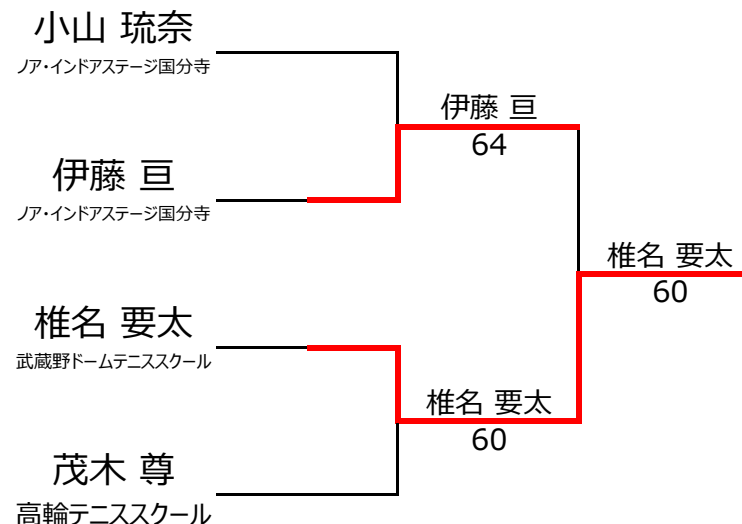 小山 琉奈
ノア・インドアステージ国分寺
伊藤 亘
64
伊藤 亘
ノア・インドアステージ国分寺
椎名 要太
60
椎名 要太
武蔵野ドームテニススクール
椎名 要太
60
茂木 尊
高輪テニススクール